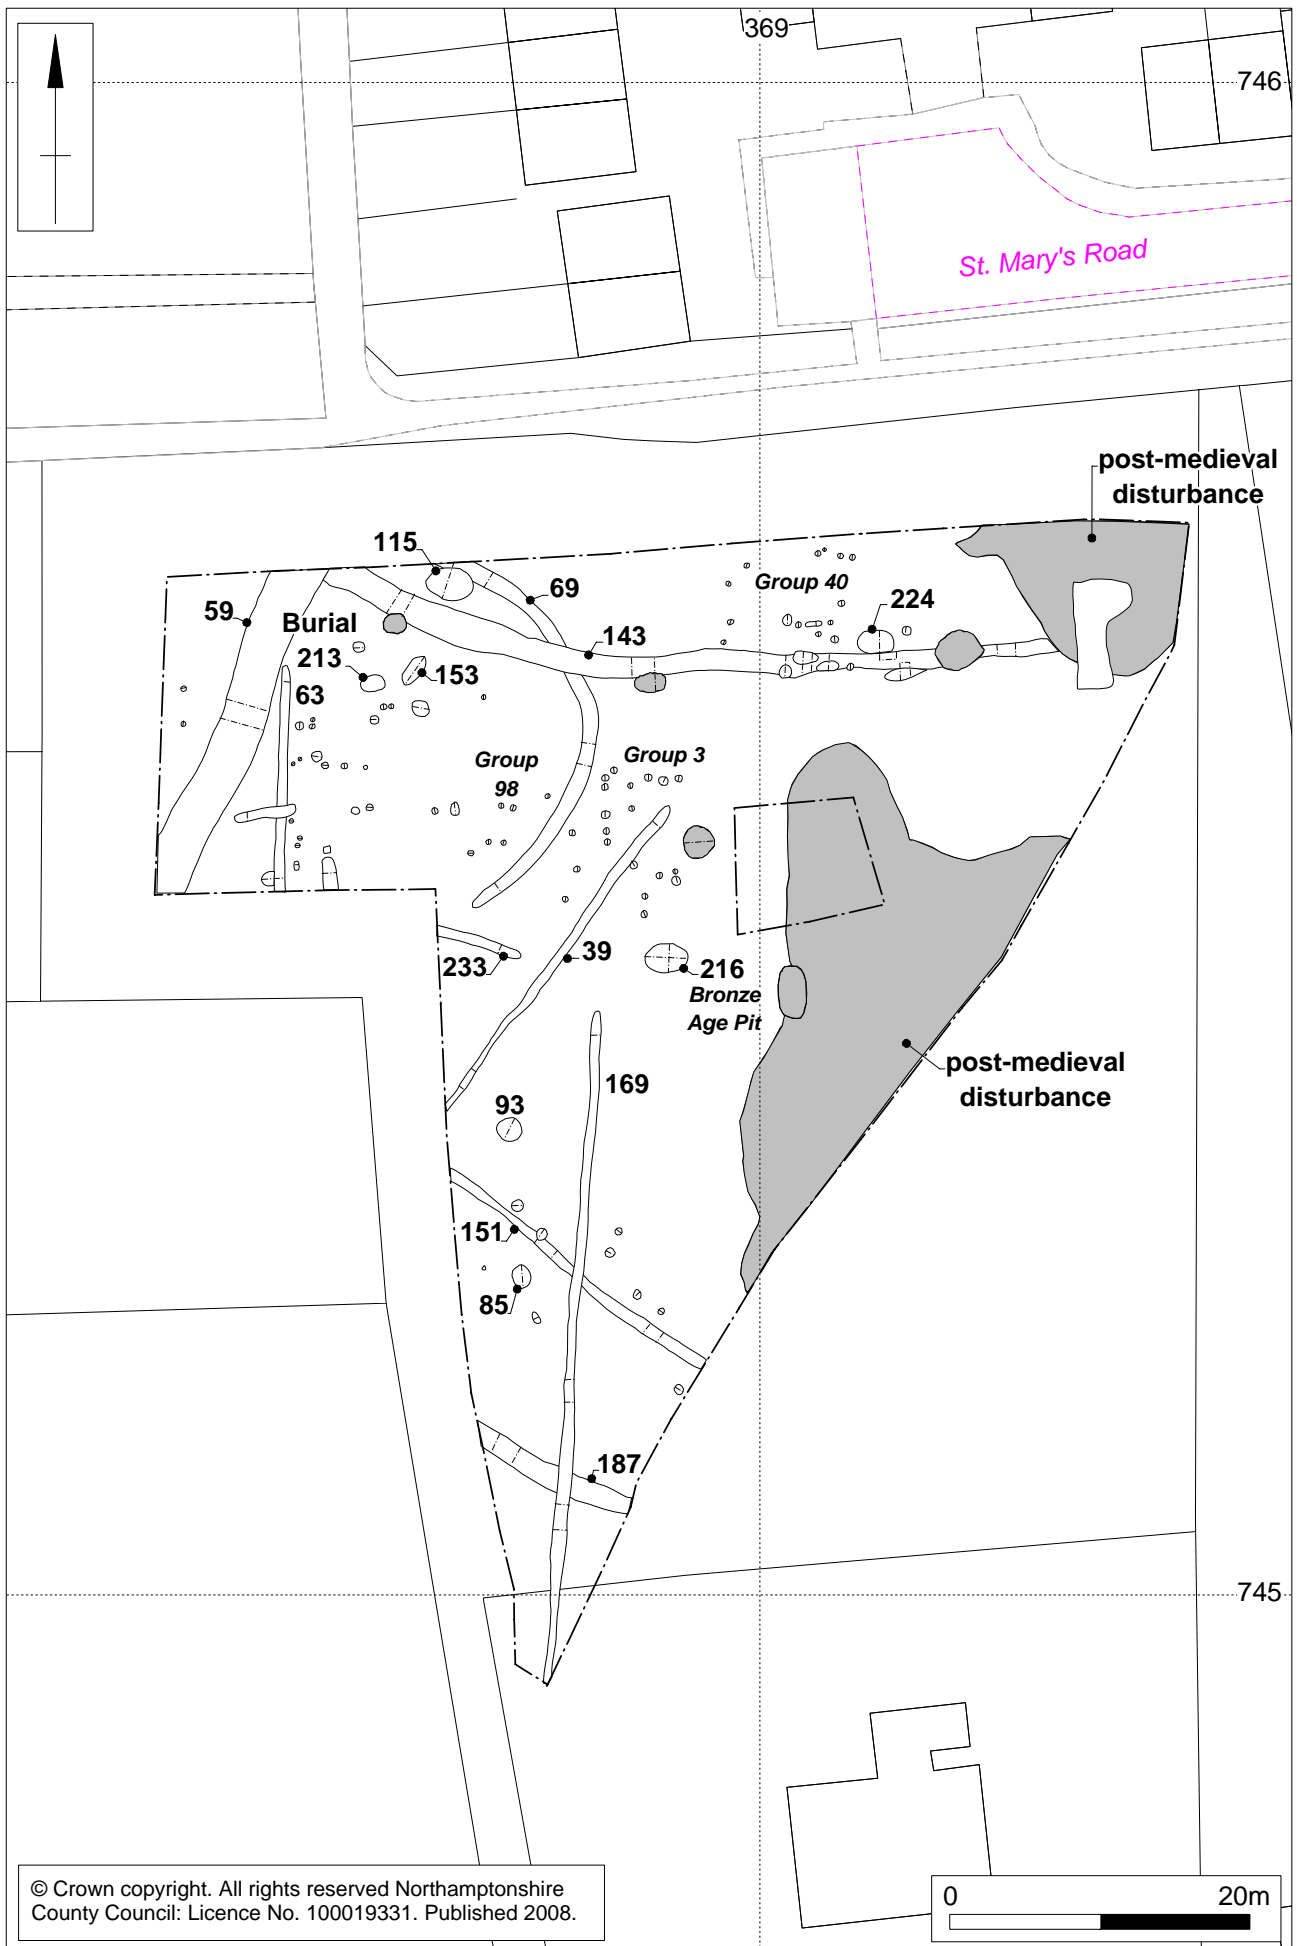 369
746
St. Mary's Road
post-medieval
disturbance
115
Group 40
69
224
59
Burial
143
213
153
63
Group 3
Group
98
233
39
216
Bronze
Age Pit
post-medieval
disturbance
169
93
151
85
187
745
© Crown copyright. All rights reserved Northamptonshire
County Council: Licence No. 100019331. Published 2008.
0 20m